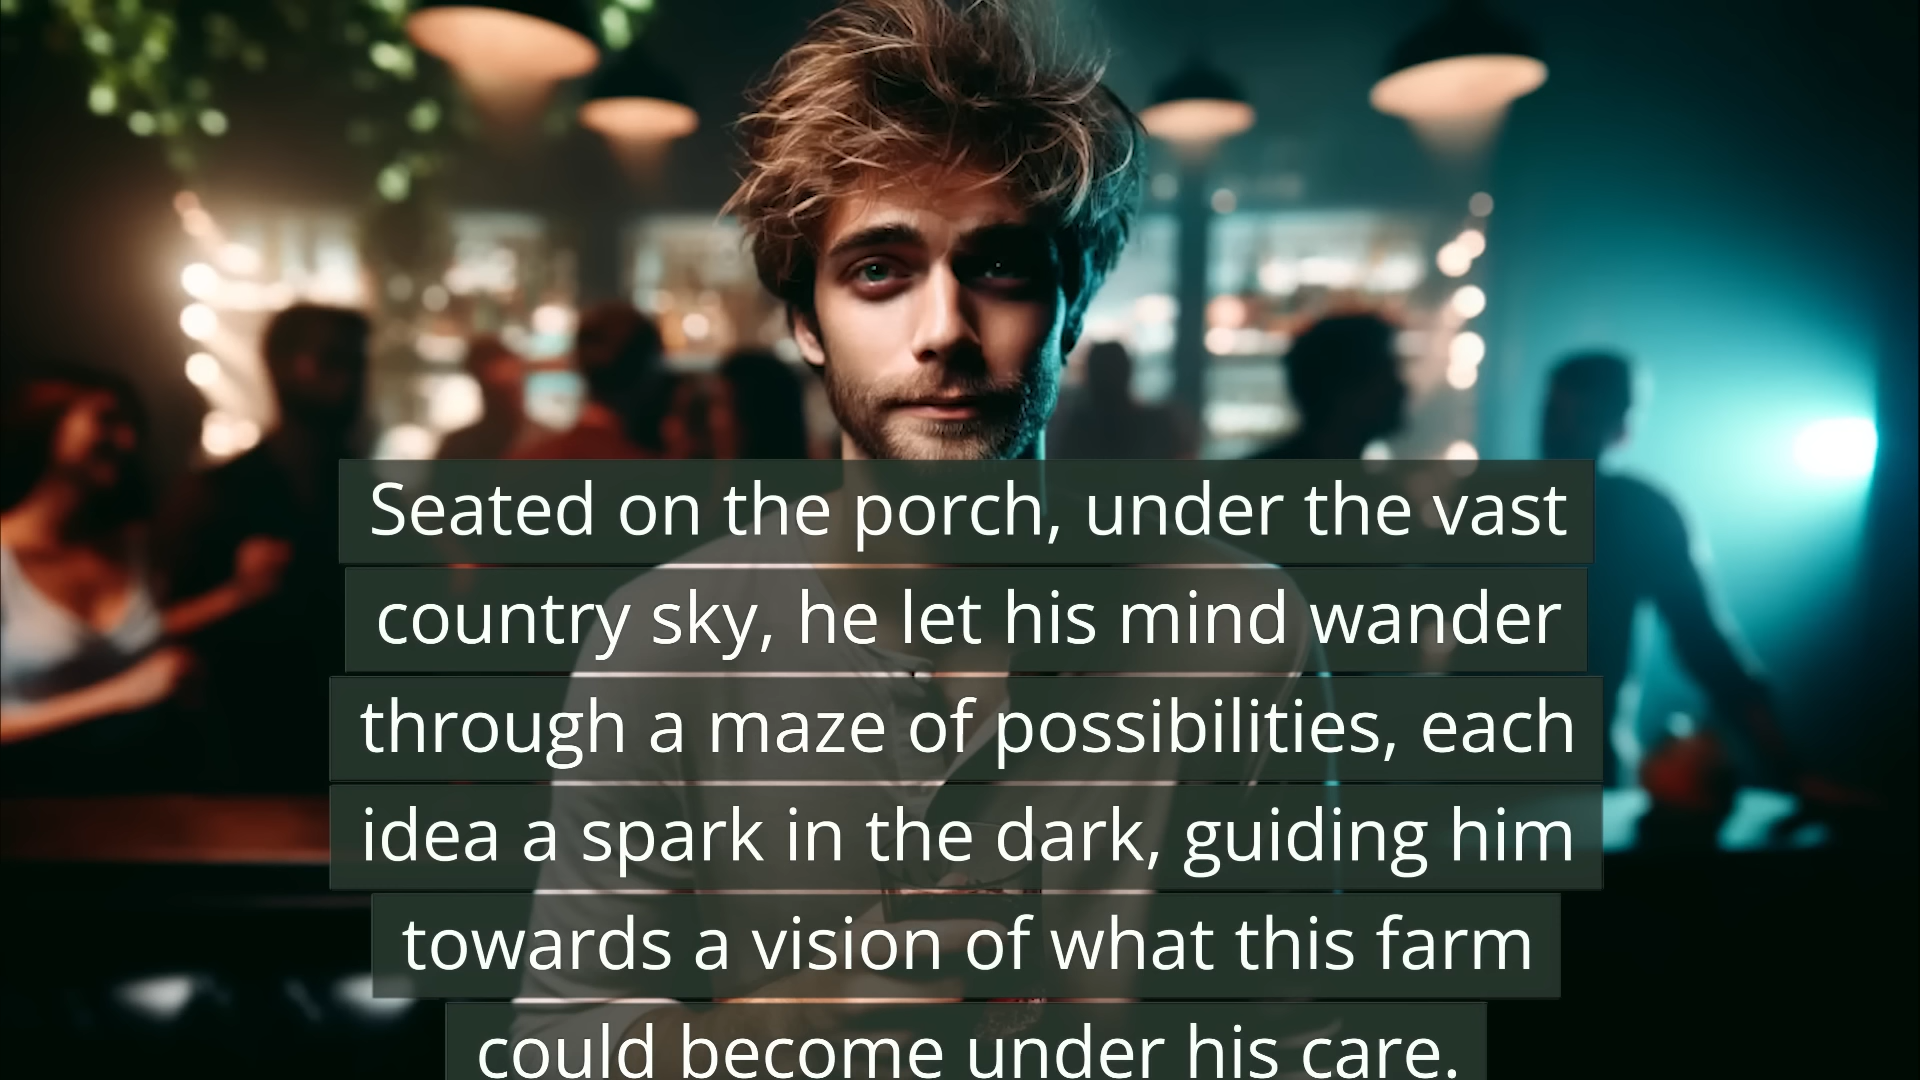 Seated on the porch, under the vast
country sky, he let his mind wander
through a maze of possibilities, each
idea a spark in the dark, guiding him
towards a vision of what this farm
could become under his care.